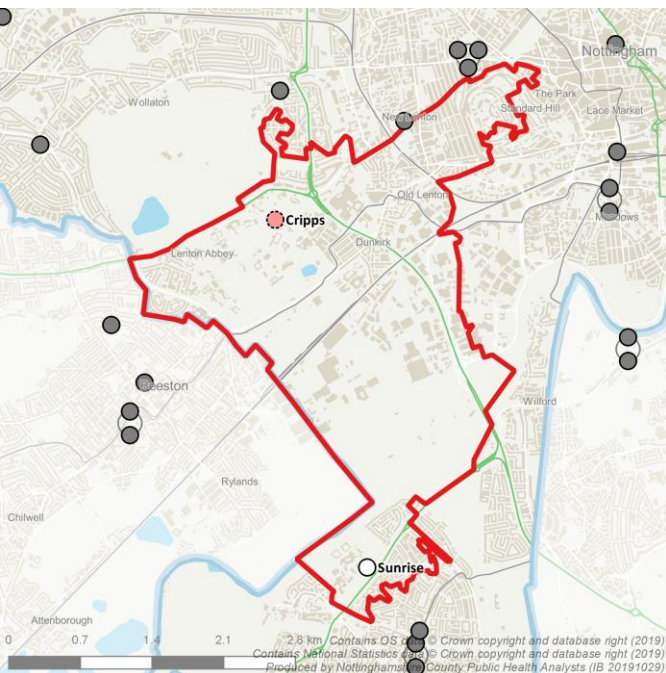 Nottingham
Wollaton
The Park
Standard Hill
Lace Market
New Lenton
Old Lenton
Meadows
Cripps
Dunkirk
Lenton Abbey
Beeston
Wilford
Rylands
Chilwell
Sunrise
Attenborough
0 0.7 1.4 2.1 2.8 km
Contains OS data © Crown copyright and database right (2019)
Contains National Statistics data © Crown copyright and database right (2019)
Produced by Nottinghamshire County Public Health Analysts (IB 20191029)